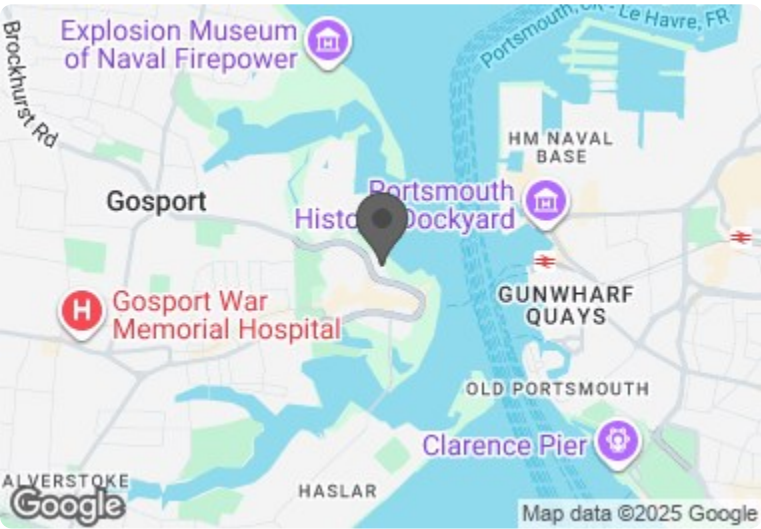 Explosion Museum
of Naval Firepower
Portsmouth, UK - Le Havre, FR
Brockhurst Rd
HM NAVAL
BASE
Gosport
Portsmouth
Historic Dockyard
H
Gosport War
Memorial Hospital
GUNWHARF
QUAYS
OLD PORTSMOUTH
Clarence Pier
ALVERSTOKE
HASLAR
Google
Map data ©2025 Google